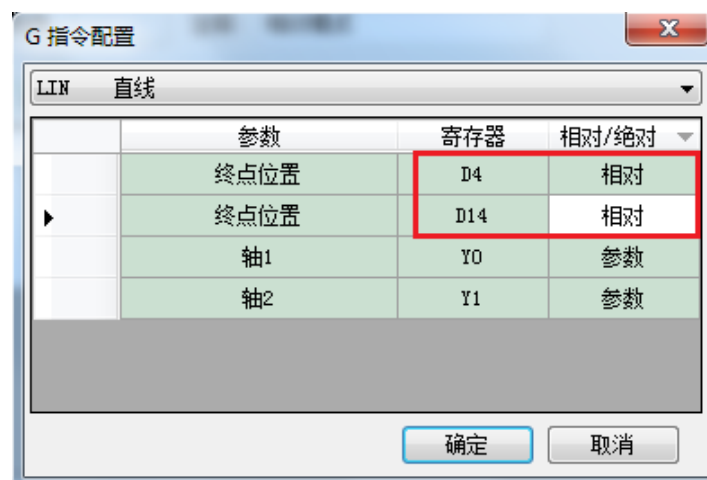 G 指令配置
LIN 直线
参数 寄存器 相对/绝对
终点位置 D4 相对
终点位置 D14 相对
轴1 Y0 参数
轴2 Y1 参数
确定 取消